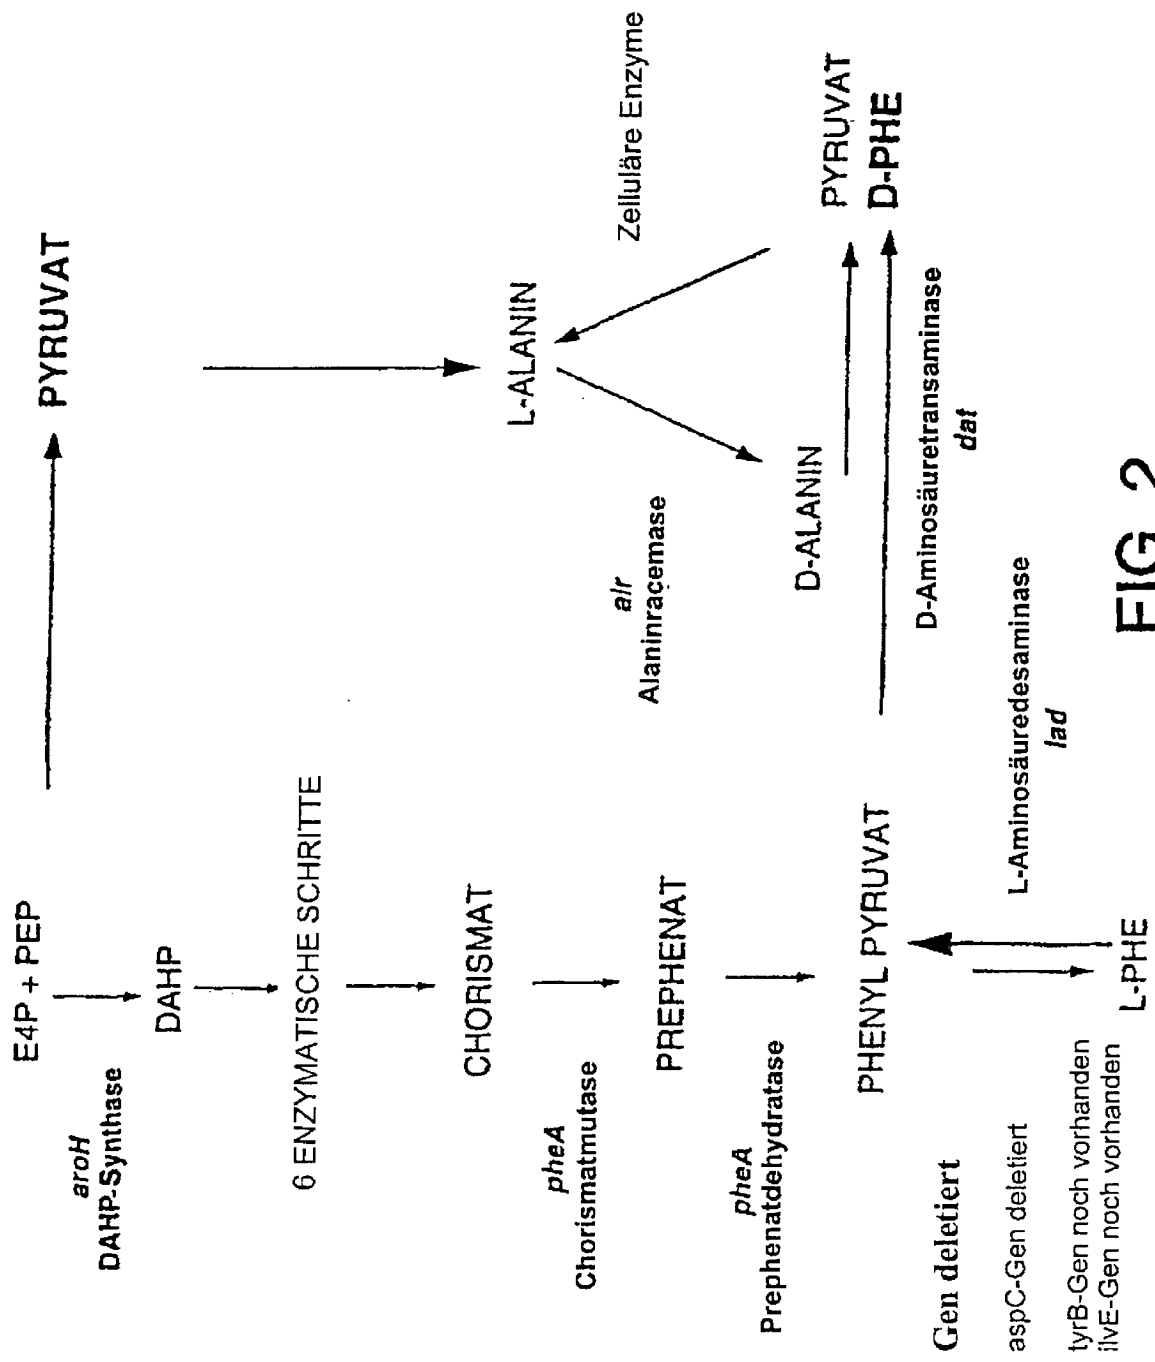 E4P + PEP
PYRUVAT
aroH
DAHP-Synthase
DAHP
6 ENZYMATISCHE SCHRITTE
CHORISMAT
L-ALANIN
pheA
Chorismatmutase
PREPHENAT
alr
Alaninracemase
Zelluläre Enzyme
pheA
Prephenatdehydratase
D-ALANIN
PYRUVAT
PHENYL PYRUVAT
D-PHE
D-Aminosäuretransaminase
dat
Gen deletiert
aspC-Gen deletiert
L-Aminosäuredesaminase
lad
tyrB-Gen noch vorhanden
ilvE-Gen noch vorhanden
L-PHE
FIG 2